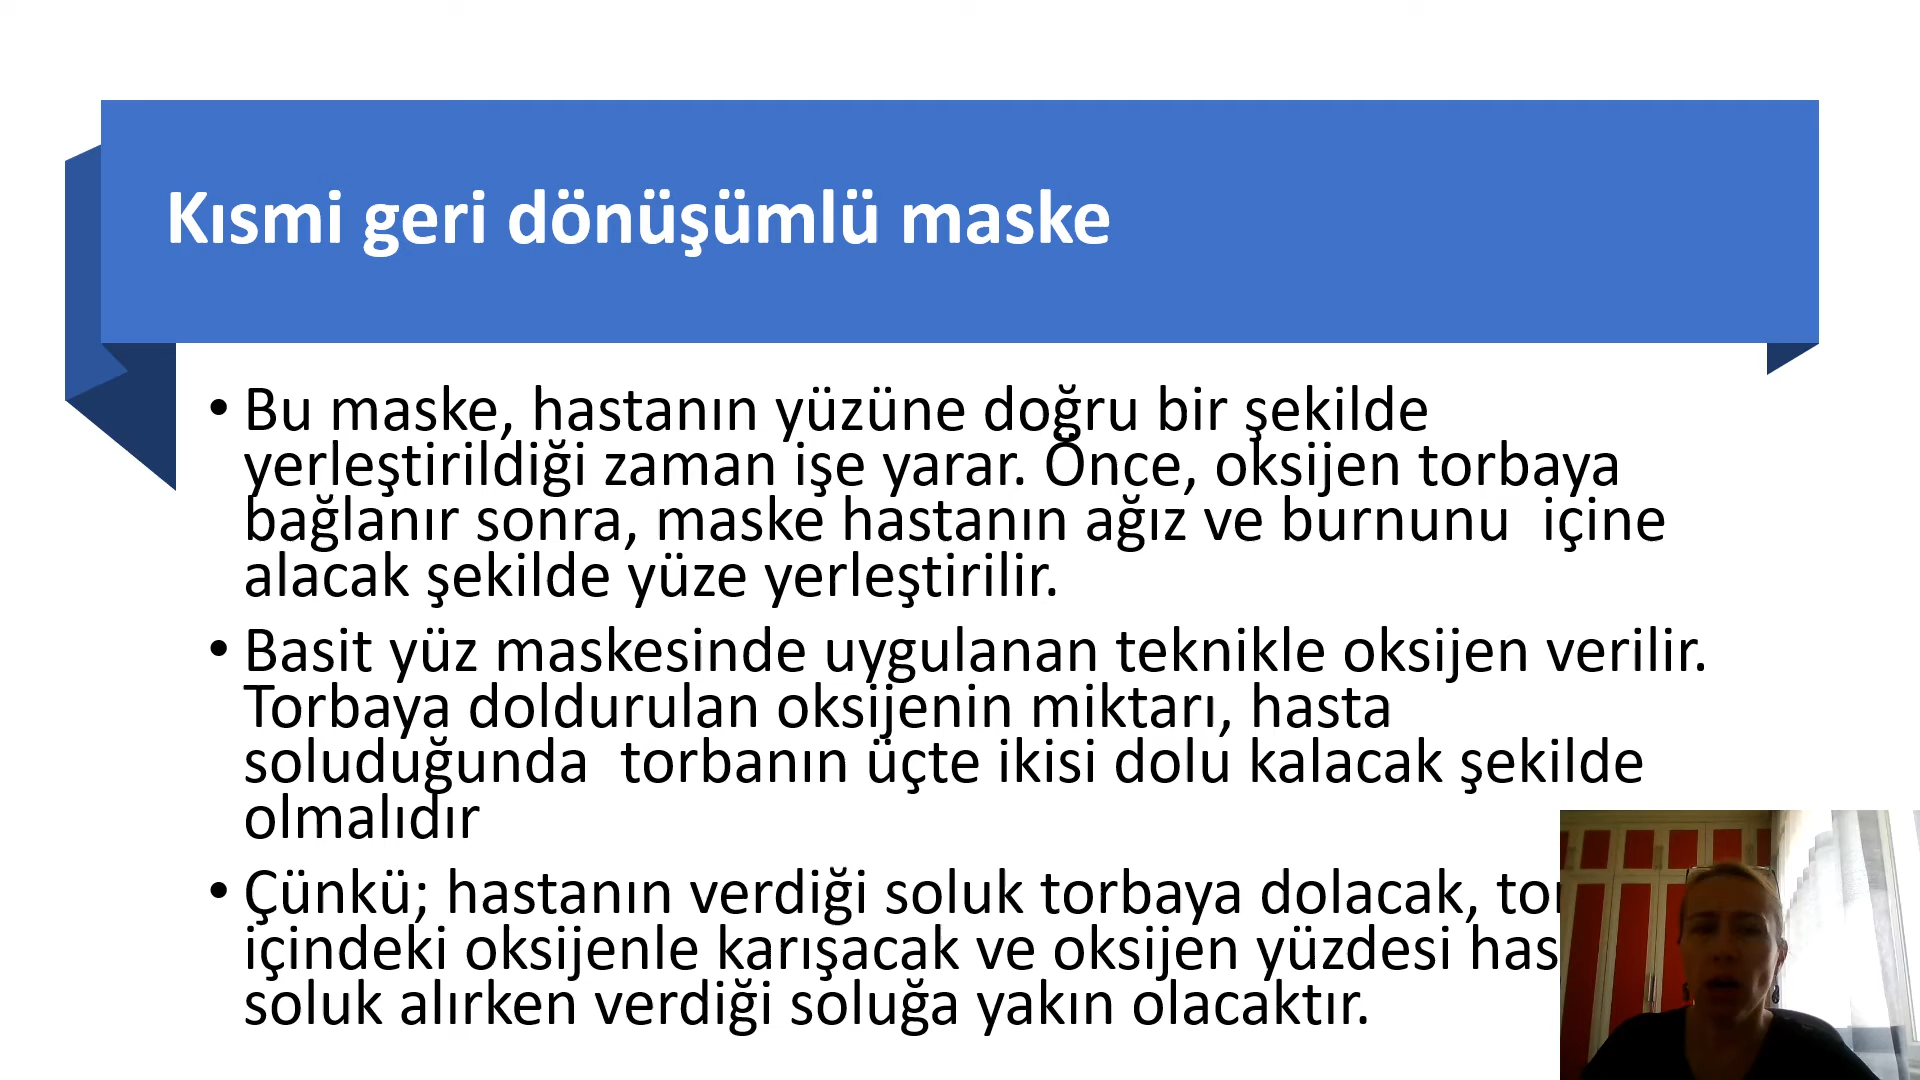 Kısmi geri dönüşümlü maske
• Bu maske, hastanın yüzüne doğru bir şekilde
yerleştirildiği zaman işe yarar. Önce, oksijen torbaya
bağlanır sonra, maske hastanın ağız ve burnunu  içine
alacak şekilde yüze yerleştirilir.
• Basit yüz maskesinde uygulanan teknikle oksijen verilir.
Torbaya doldurulan oksijenin miktarı, hasta
soluduğunda  torbanın üçte ikisi dolu kalacak şekilde
olmalıdır
• Çünkü; hastanın verdiği soluk torbaya dolacak,
içindeki oksijenle karışacak ve oksijen yüzdesi
soluk alırken verdiği soluğa yakın olacaktır.